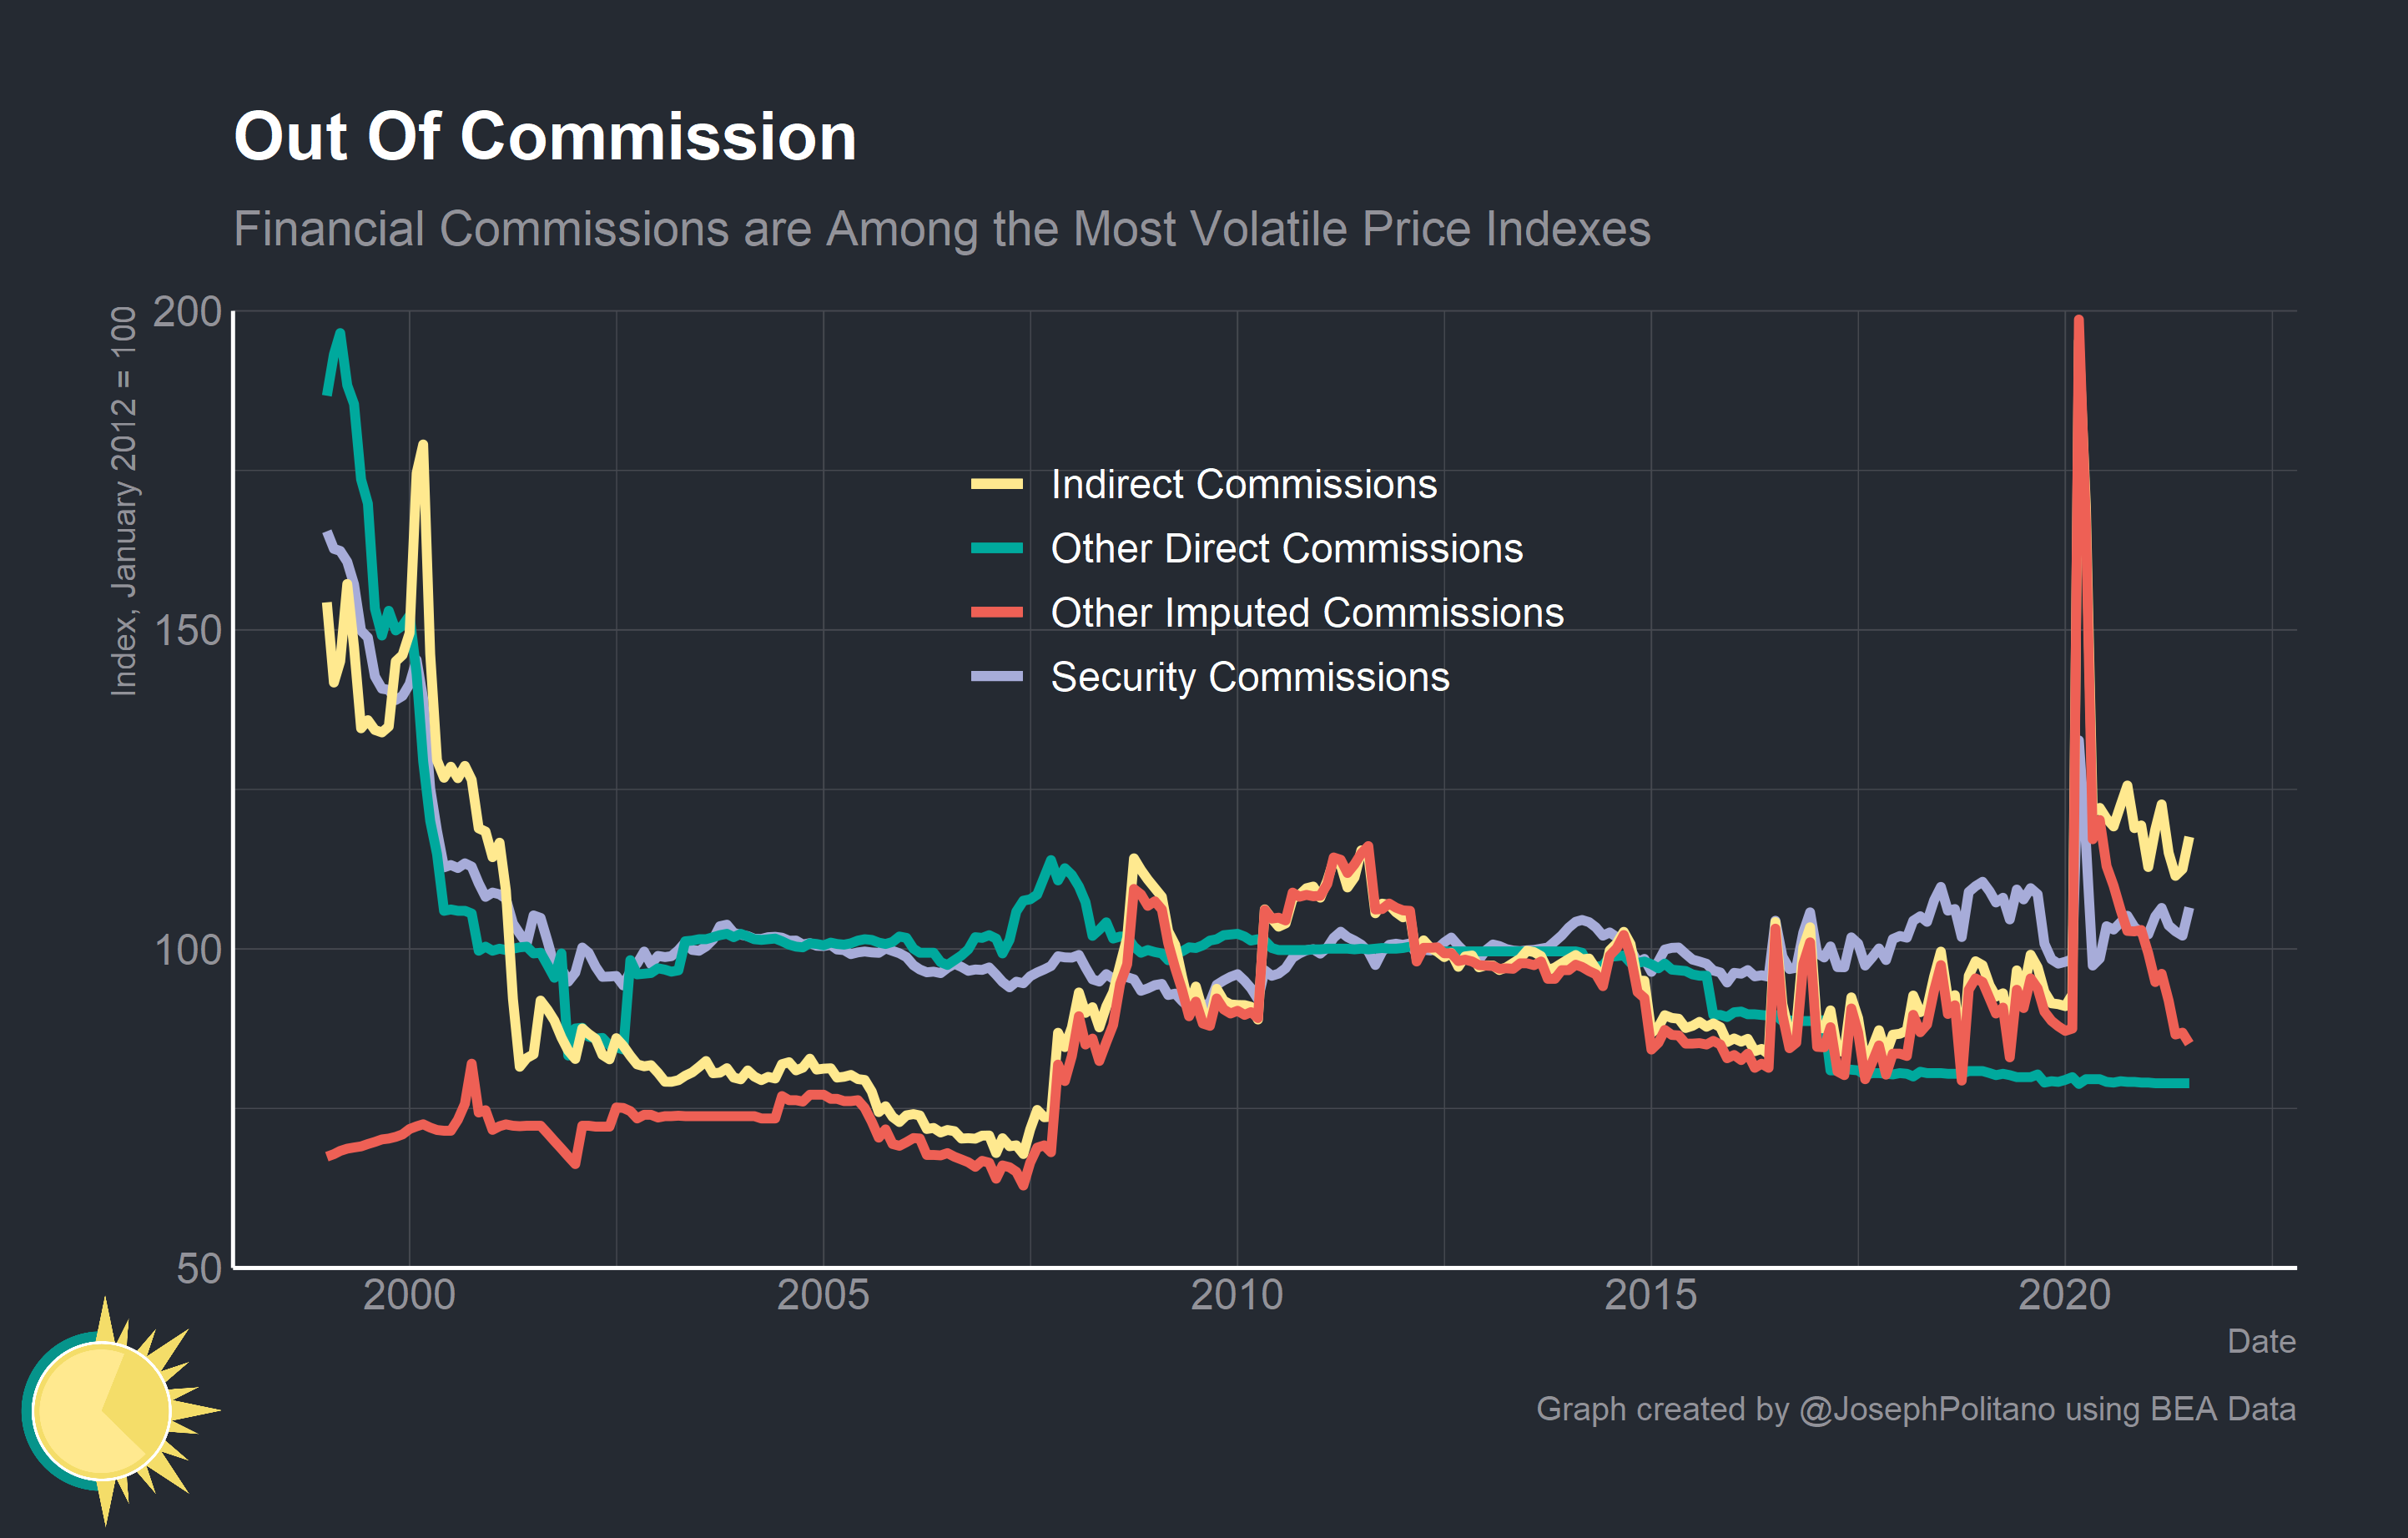 Out Of Commission
Financial Commissions are Among the Most Volatile Price Indexes
Index, January 2012 = 100
200
150
100
50
Indirect Commissions
Other Direct Commissions
Other Imputed Commissions
Security Commissions
2000 2005 2010 2015 2020
Date
Graph created by @JosephPolitano using BEA Data